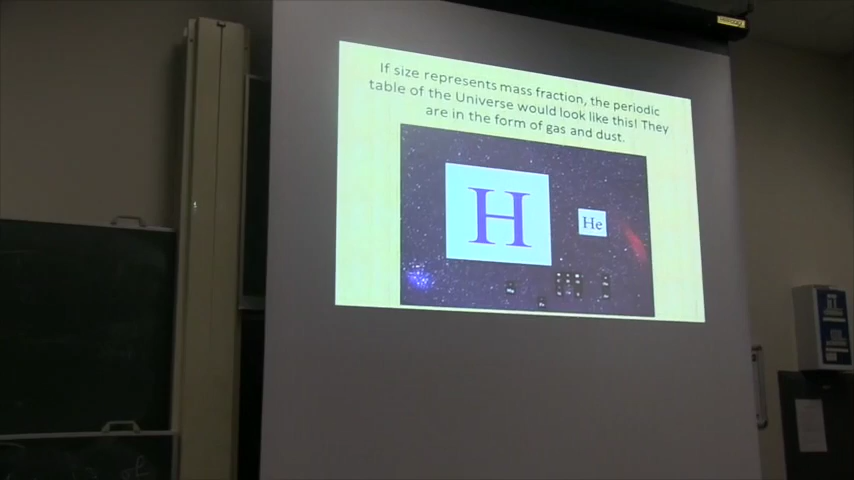 If size represents mass fraction, the periodic
table of the Universe would look like this! They
are in the form of gas and dust.
H
He